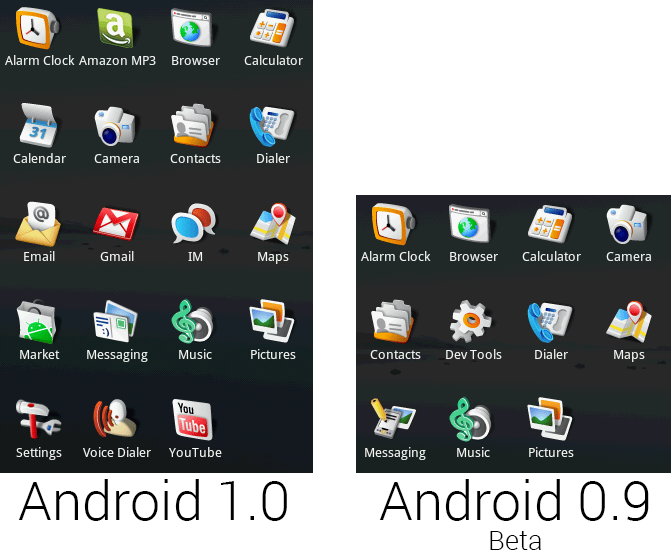 Alarm Clock Amazon MP3 Browser Calculator
31
Calendar Camera Contacts Dialer
@
Email Gmail IM Maps
Market Messaging Music Pictures
You
Tube
Settings Voice Dialer YouTube
Android 1.0
Alarm Clock Browser Calculator Camera
Contacts Dev Tools Dialer Maps
Messaging Music Pictures
Android 0.9
Beta